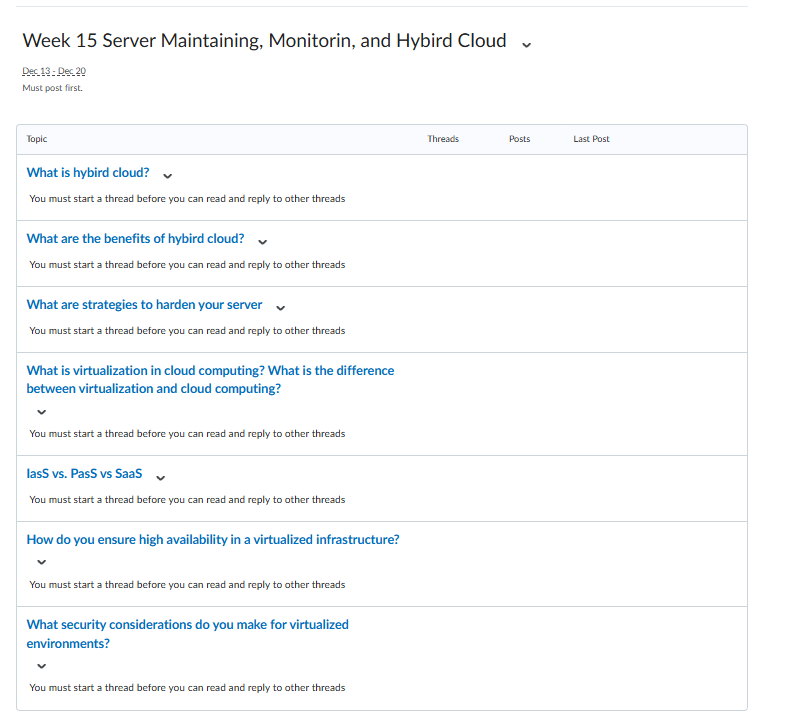 Week 15 Server Maintaining, Monitorin, and Hybird Cloud
Dec 13 - Dec 20
Must post first.
Topic Threads Posts Last Post
What is hybird cloud?
You must start a thread before you can read and reply to other threads
What are the benefits of hybird cloud?
You must start a thread before you can read and reply to other threads
What are strategies to harden your server
You must start a thread before you can read and reply to other threads
What is virtualization in cloud computing? What is the difference
between virtualization and cloud computing?
You must start a thread before you can read and reply to other threads
IasS vs. PasS vs SaaS
You must start a thread before you can read and reply to other threads
How do you ensure high availability in a virtualized infrastructure?
You must start a thread before you can read and reply to other threads
What security considerations do you make for virtualized
environments?
You must start a thread before you can read and reply to other threads